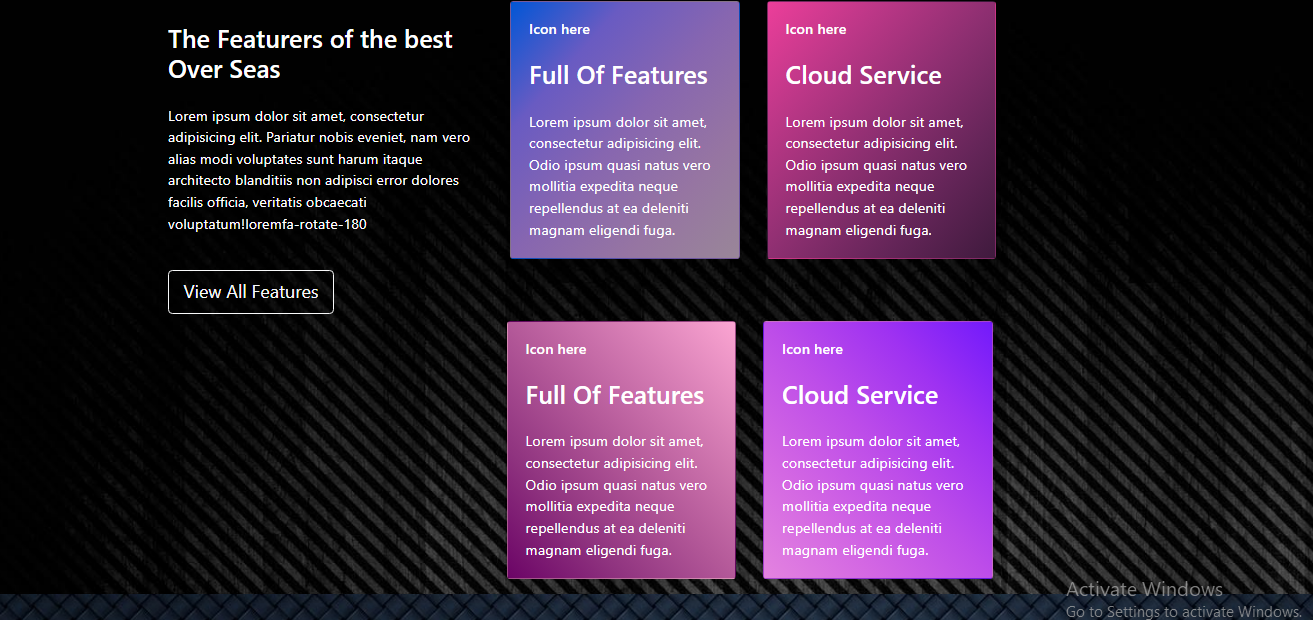 The Featurers of the best
Over Seas
Lorem ipsum dolor sit amet, consectetur
adipisicing elit. Pariatur nobis eveniet, nam vero
alias modi voluptates sunt harum itaque
architecto blanditiis non adipisci error dolores
facilis officia, veritatis obcaecati
voluptatum!loremfa-rotate-180
View All Features
Icon here
Full Of Features
Lorem ipsum dolor sit amet,
consectetur adipisicing elit.
Odio ipsum quasi natus vero
mollitia expedita neque
repellendus at ea deleniti
magnam eligendi fuga.
Icon here
Cloud Service
Lorem ipsum dolor sit amet,
consectetur adipisicing elit.
Odio ipsum quasi natus vero
mollitia expedita neque
repellendus at ea deleniti
magnam eligendi fuga.
Icon here
Full Of Features
Lorem ipsum dolor sit amet,
consectetur adipisicing elit.
Odio ipsum quasi natus vero
mollitia expedita neque
repellendus at ea deleniti
magnam eligendi fuga.
Icon here
Cloud Service
Lorem ipsum dolor sit amet,
consectetur adipisicing elit.
Odio ipsum quasi natus vero
mollitia expedita neque
repellendus at ea deleniti
magnam eligendi fuga.
Activate Windows
Go to Settings to activate Windows.